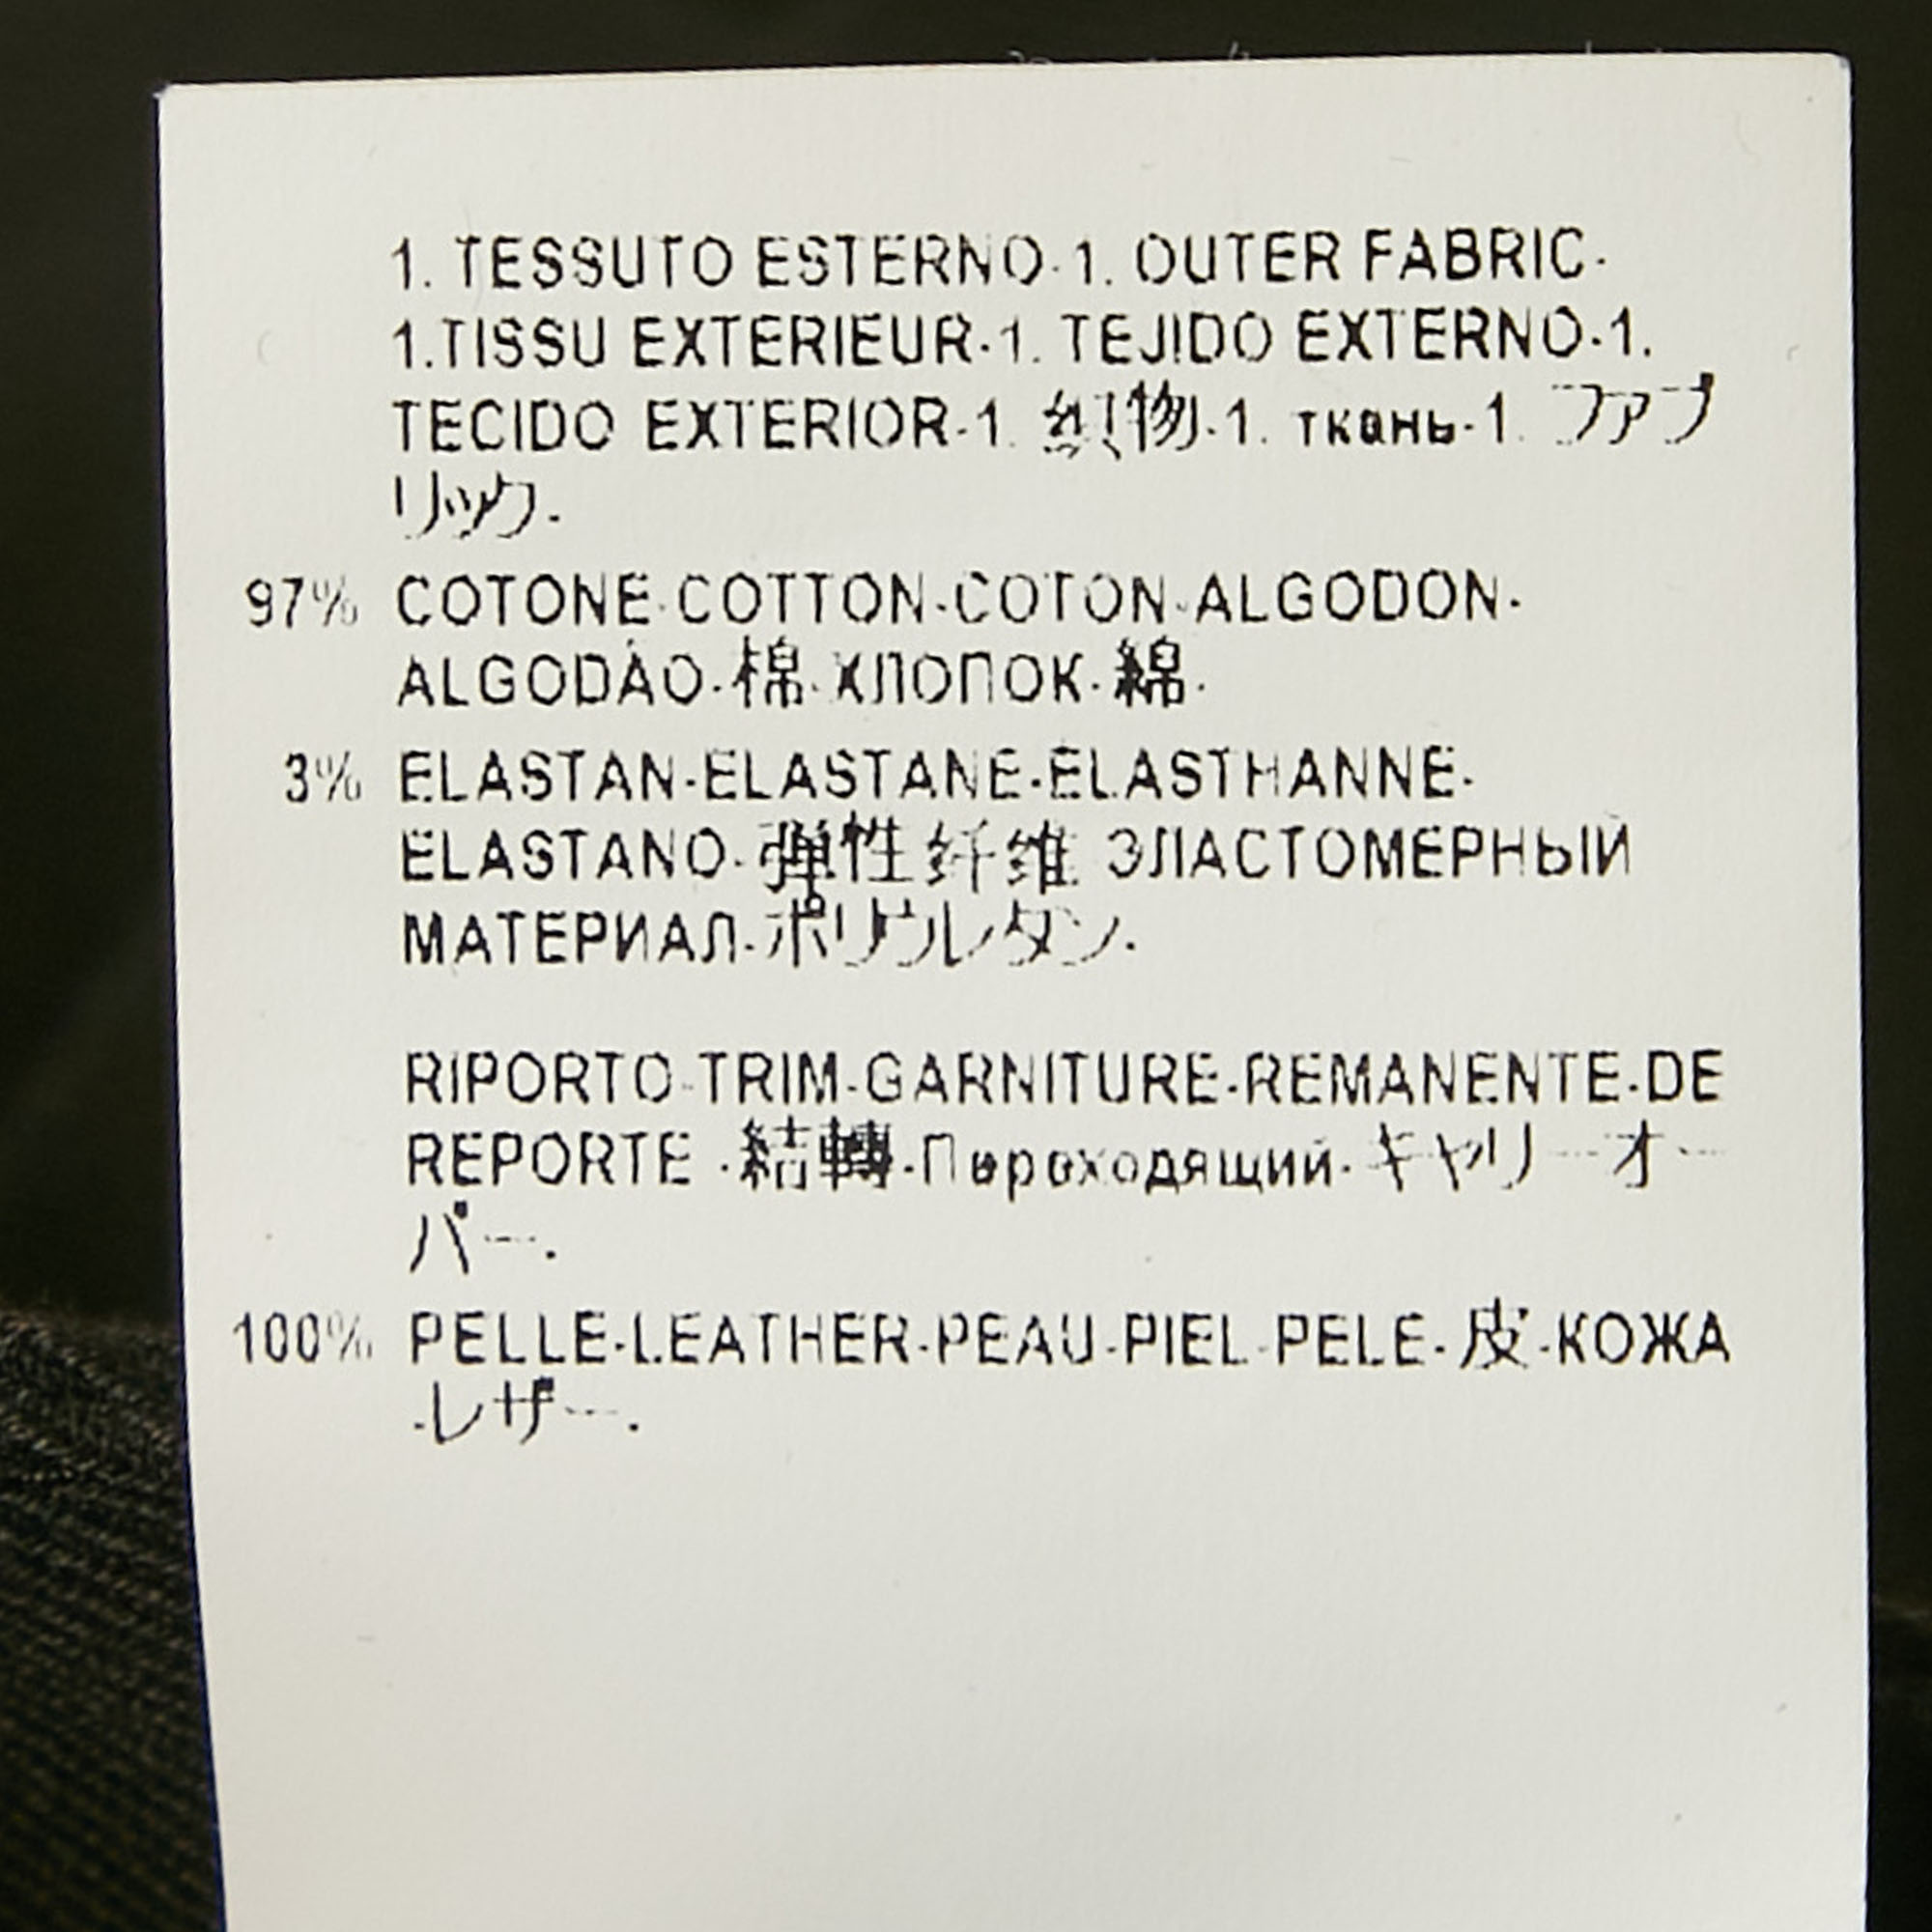 1. TESSUTO ESTERNO-1. OUTER FABRIC-
1.TISSU EXTERIEUR-1. TEJIDO EXTERNO-1.
TECIDO EXTERIOR-1. 织物-1. ткань-1. ファブ
リック-
97% COTONE-COTTON-COTON-ALGODON-
ALGODÃO-棉-ХЛОПОК-綿-
3% ELASTAN-ELASTANE-ÉLASTHANNE-
ELASTANO-弹性纤维 ЭЛАСТОМЕРНЫЙ
МАТЕРИАЛ-ポリウレタン-
RIPORTO-TRIM-GARNITURE-REMANENTE-DE
REPORTE -結轉-Пероходящий-キャリーオー
バー-
100% PELLE-LEATHER-PEAU-PIEL-PELE-皮-КОЖА
-レザー-